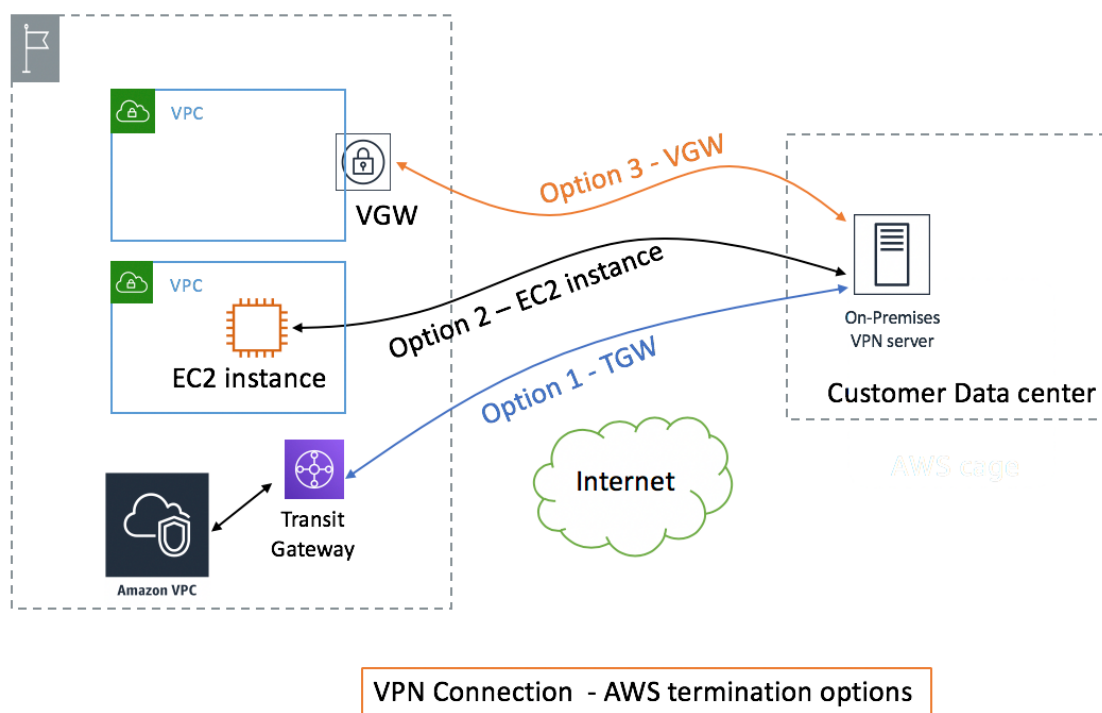 VPC
VGW
Option 3 - VGW
VPC
EC2 instance
Option 2 – EC2 instance
Option 1 - TGW
On-Premises
VPN server
Customer Data center
AWS cage
Internet
Transit
Gateway
Amazon VPC
VPN Connection - AWS termination options